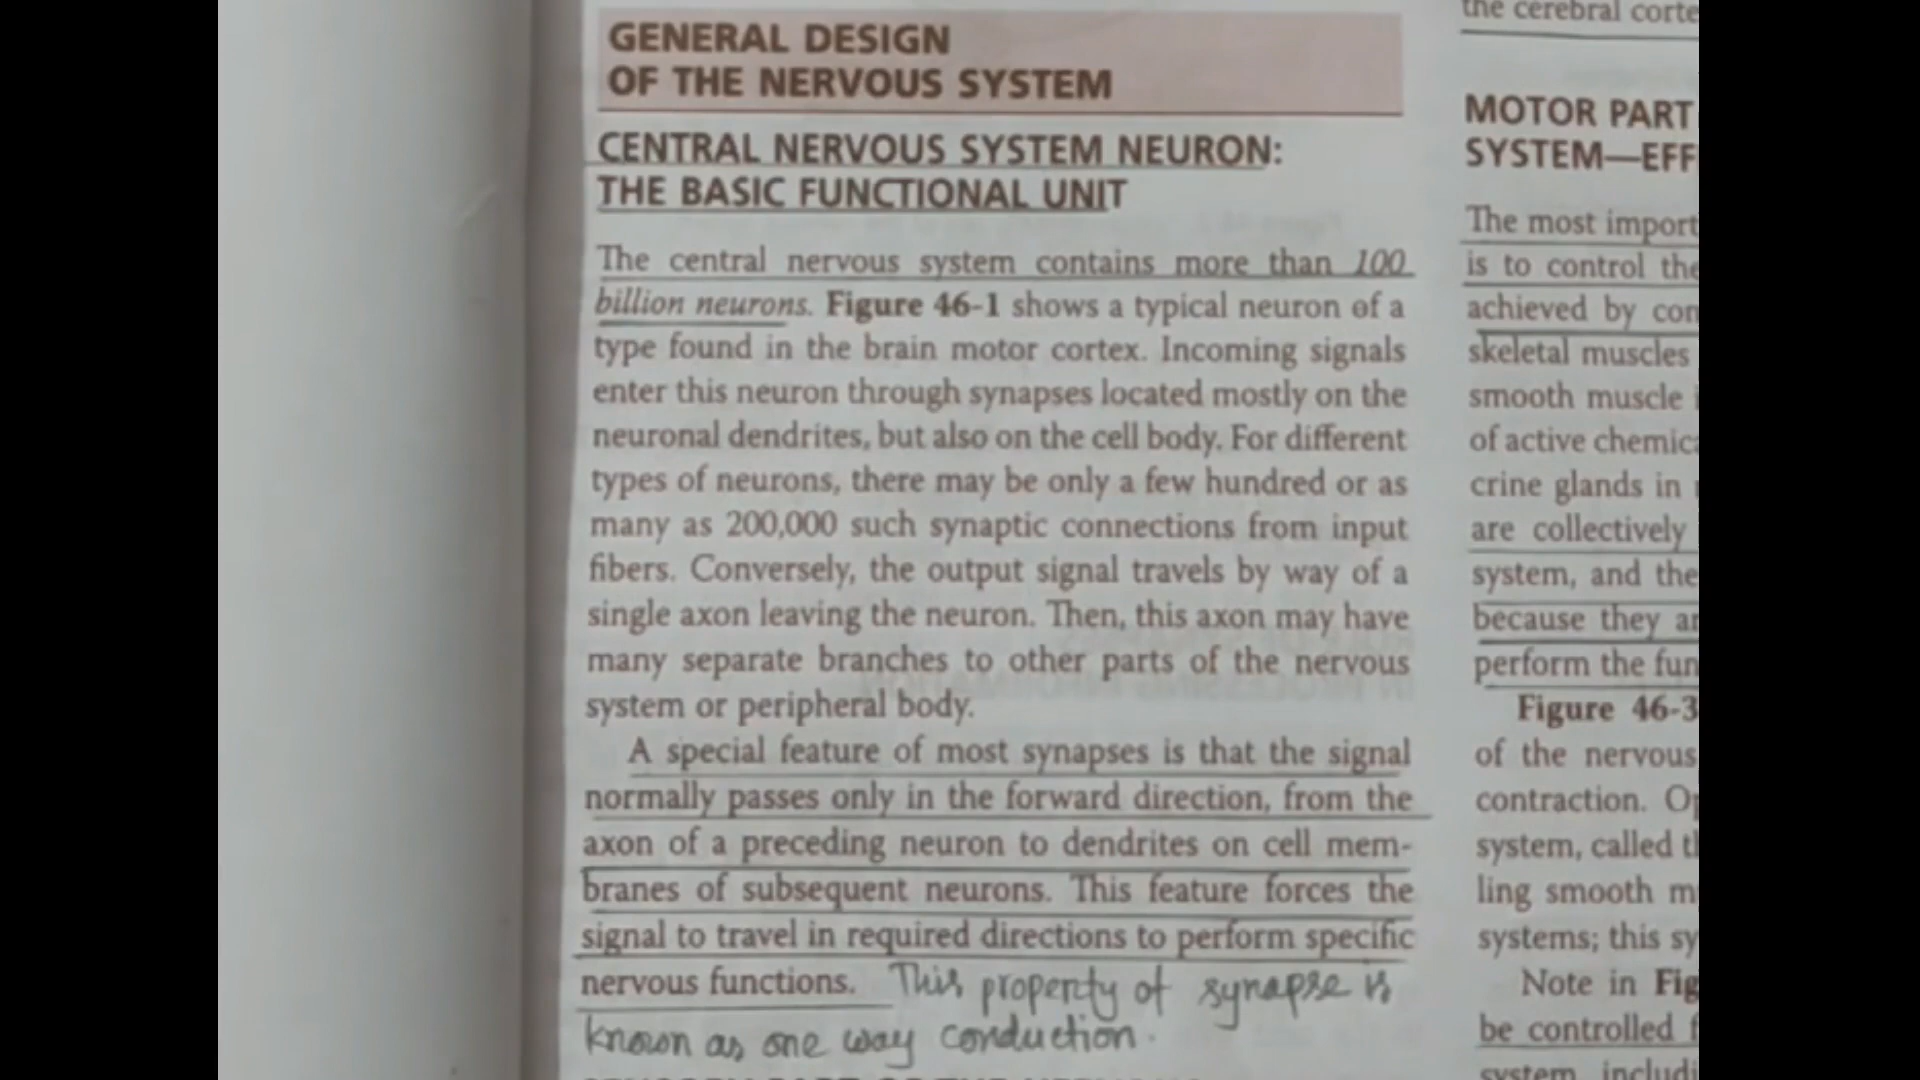 GENERAL DESIGN
OF THE NERVOUS SYSTEM
CENTRAL NERVOUS SYSTEM NEURON:
THE BASIC FUNCTIONAL UNIT
The central nervous system contains more than 100
billion neurons. Figure 46-1 shows a typical neuron of a
type found in the brain motor cortex. Incoming signals
enter this neuron through synapses located mostly on the
neuronal dendrites, but also on the cell body. For different
types of neurons, there may be only a few hundred or as
many as 200,000 such synaptic connections from input
fibers. Conversely, the output signal travels by way of a
single axon leaving the neuron. Then, this axon may have
many separate branches to other parts of the nervous
system or peripheral body.
A special feature of most synapses is that the signal
normally passes only in the forward direction, from the
axon of a preceding neuron to dendrites on cell mem-
branes of subsequent neurons. This feature forces the
signal to travel in required directions to perform specific
nervous functions. This property of synapse is
known as one way conduction.
the cerebral corte
MOTOR PART
SYSTEM—EFF
The most import
is to control the
achieved by con
skeletal muscles
smooth muscle
of active chemic
crine glands in
are collectively
system, and the
because they ar
perform the fun
Figure 46-3
of the nervous
contraction. Op
system, called th
ling smooth m
systems; this sy
Note in Fig
be controlled f
system, includi